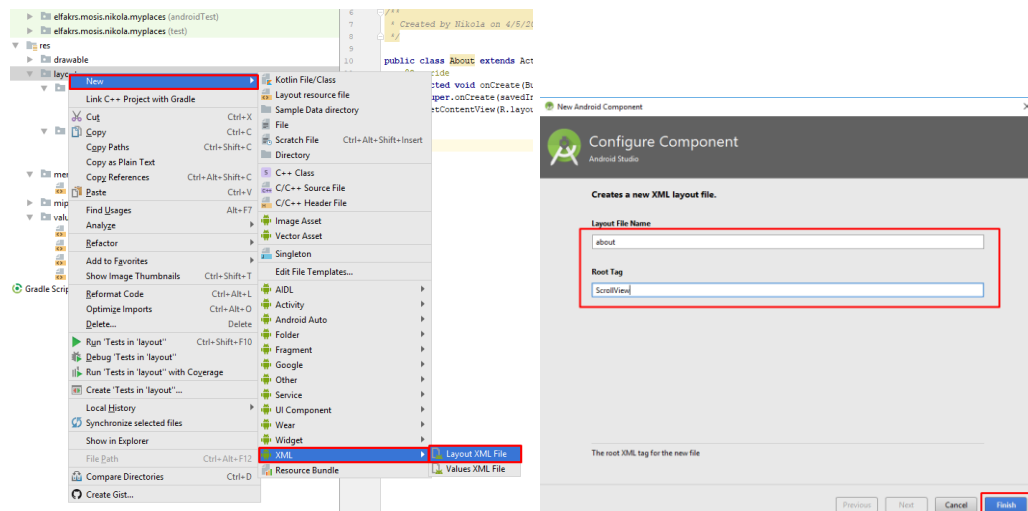 elfakrs.mosis.nikola.myplaces (androidTest)
elfakrs.mosis.nikola.myplaces (test)
res
drawable
New
Link C++ Project with Gradle
Cut Ctrl+X
Copy Ctrl+C
Copy Paths Ctrl+Shift+C
Copy as Plain Text
Copy References Ctrl+Alt+Shift+C
Paste Ctrl+V
Find Usages Alt+F7
Analyze
Refactor
Add to Favorites
Show Image Thumbnails Ctrl+Shift+T
Reformat Code Ctrl+Alt+L
Optimize Imports Ctrl+Alt+O
Delete... Delete
Run 'Tests in 'layout'' Ctrl+Shift+F10
Debug 'Tests in 'layout''
Run 'Tests in 'layout'' with Coverage
Create 'Tests in 'layout''...
Local History
Synchronize selected files
Show in Explorer
File Path Ctrl+Alt+F12
Compare Directories Ctrl+D
Create Gist...
Gradle Scrip
Kotlin File/Class
Layout resource file
Sample Data directory
File
Scratch File Ctrl+Alt+Shift+Insert
Directory
C++ Class
C/C++ Source File
C/C++ Header File
Image Asset
Vector Asset
Singleton
Edit File Templates...
AIDL
Activity
Android Auto
Folder
Fragment
Google
Other
Service
UI Component
Wear
Widget
XML
Resource Bundle
Layout XML File
Values XML File
6 /**
7 * Created by Nikola on 4/5/20
8 */
9
10 public class About extends Act
ride
cted void onCreate(Bu
uper.onCreate(savedIn
etContentView(R.layou
New Android Component
Configure Component
Android Studio
Creates a new XML layout file.
Layout File Name
about
Root Tag
ScrollView
The root XML tag for the new file
Previous Next Cancel Finish